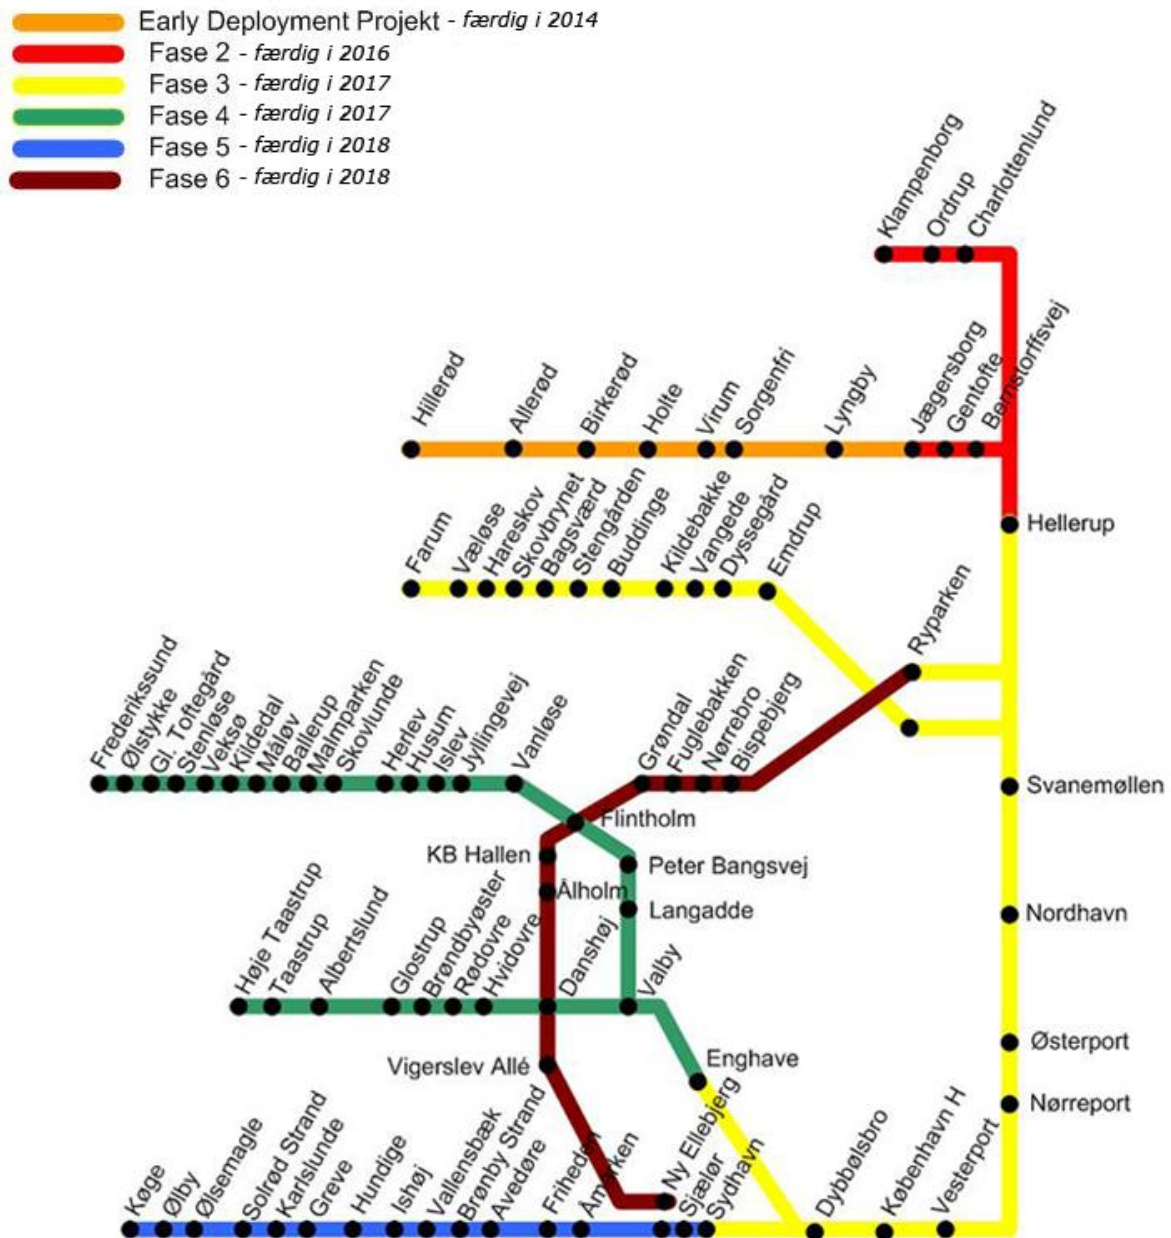 Early Deployment Projekt - færdig i 2014
Fase 2 - færdig i 2016
Fase 3 - færdig i 2017
Fase 4 - færdig i 2017
Fase 5 - færdig i 2018
Fase 6 - færdig i 2018
Klampenborg
Ordrup
Charlottenlund
Hillerød
Allerød
Birkerød
Holte
Virum
Sorgenfri
Lyngby
Jægersborg
Gentofte
Bernstorffsvej
Hellerup
Farum
Væløse
Hareskov
Skovbrynet
Bagsværd
Stengården
Buddinge
Kildebakke
Vangede
Dyssegård
Emdrup
Ryparken
Frederikssund
Ølstykke
Gl. Toftegård
Stenløse
Veksø
Kildedal
Måløv
Ballerup
Malmparken
Skovlunde
Herlev
Husum
Islev
Jyllingevej
Vanløse
Grøndal
Fuglebakken
Nørrebro
Bispebjerg
Svanemøllen
Flintholm
KB Hallen
Peter Bangsvej
Ålholm
Langadde
Nordhavn
Høje Taastrup
Taastrup
Albertslund
Glostrup
Brøndbyøster
Rødovre
Hvidovre
Danshøj
Valby
Østerport
Vigerslev Allé
Enghave
Nørreport
Køge
Ølby
Ølsemagle
Solrød Strand
Karlslunde
Greve
Hundige
Ishøj
Vallensbæk
Brønby Strand
Avedøre
Friheden
Åmarken
Ny Ellebjerg
Sjælør
Sydhavn
Dybbølsbro
København H
Vesterport